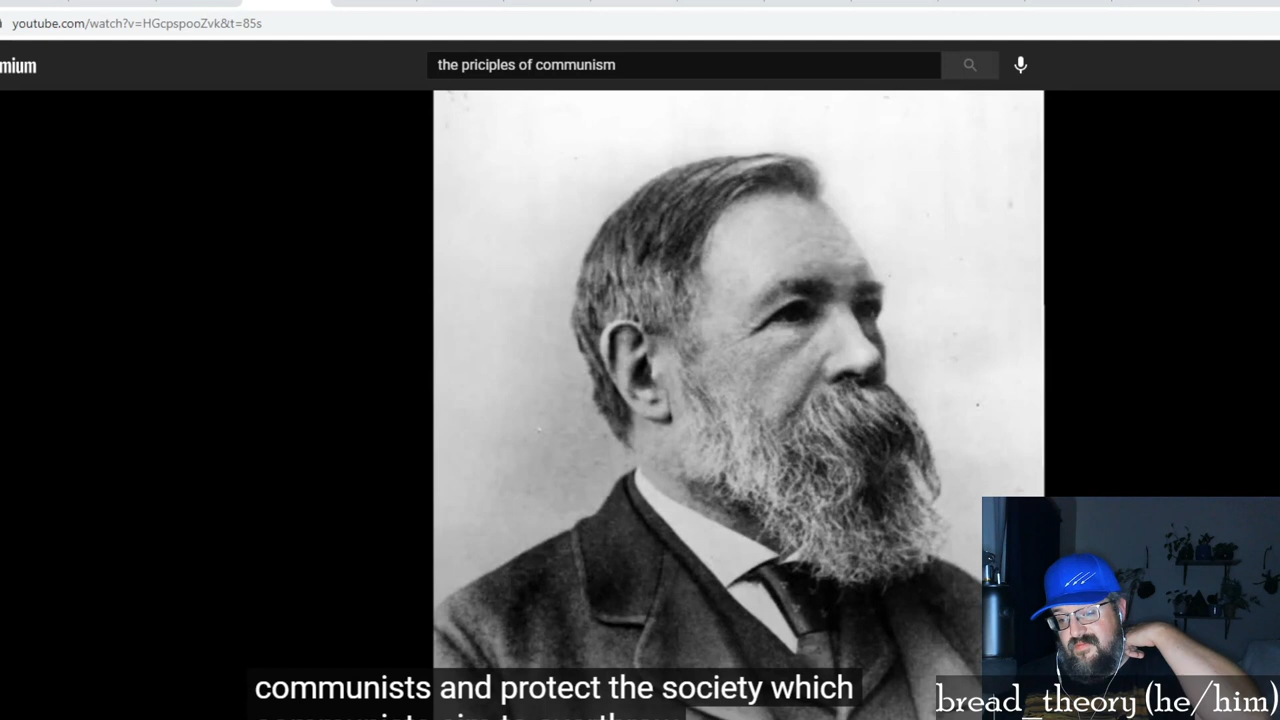 youtube.com/watch?v=HGcpspooZvk&t=85s
mium
the priciples of communism
communists and protect the society which
bread_theory (he/him)